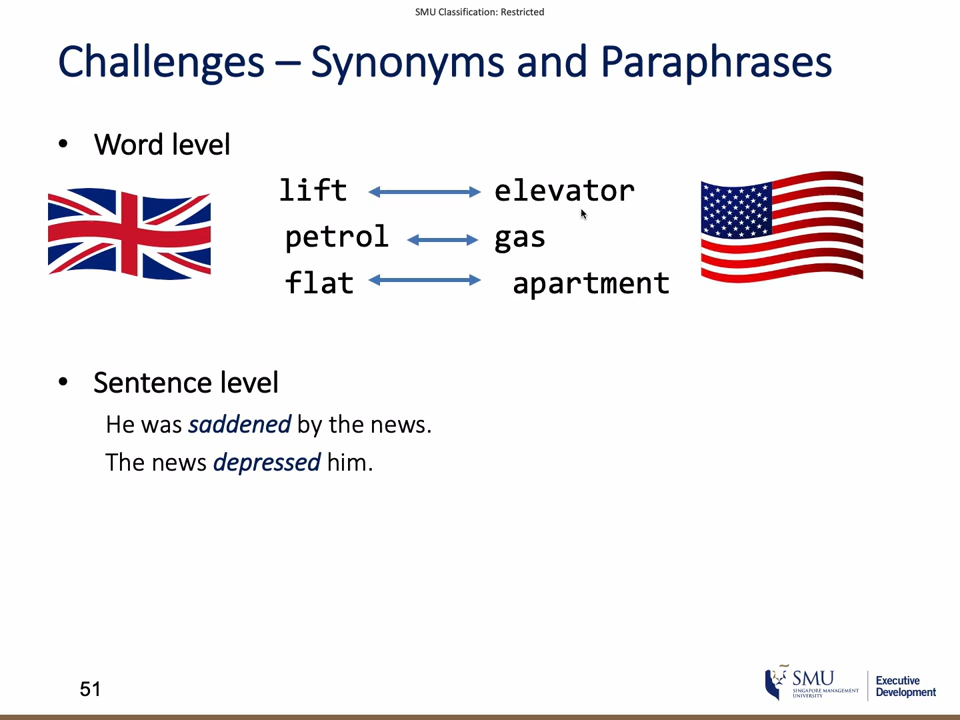 SMU Classification: Restricted
Challenges – Synonyms and Paraphrases
• Word level
lift elevator
petrol gas
flat apartment
• Sentence level
He was saddened by the news.
The news depressed him.
51
SMU
SINGAPORE MANAGEMENT
UNIVERSITY
Executive
Development